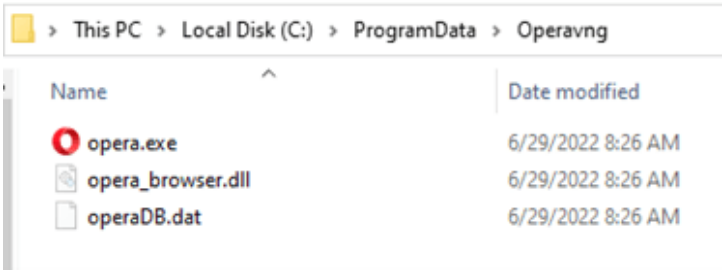 This PC > Local Disk (C:) > ProgramData > Operavng
Name Date modified
opera.exe 6/29/2022 8:26 AM
opera_browser.dll 6/29/2022 8:26 AM
operaDB.dat 6/29/2022 8:26 AM